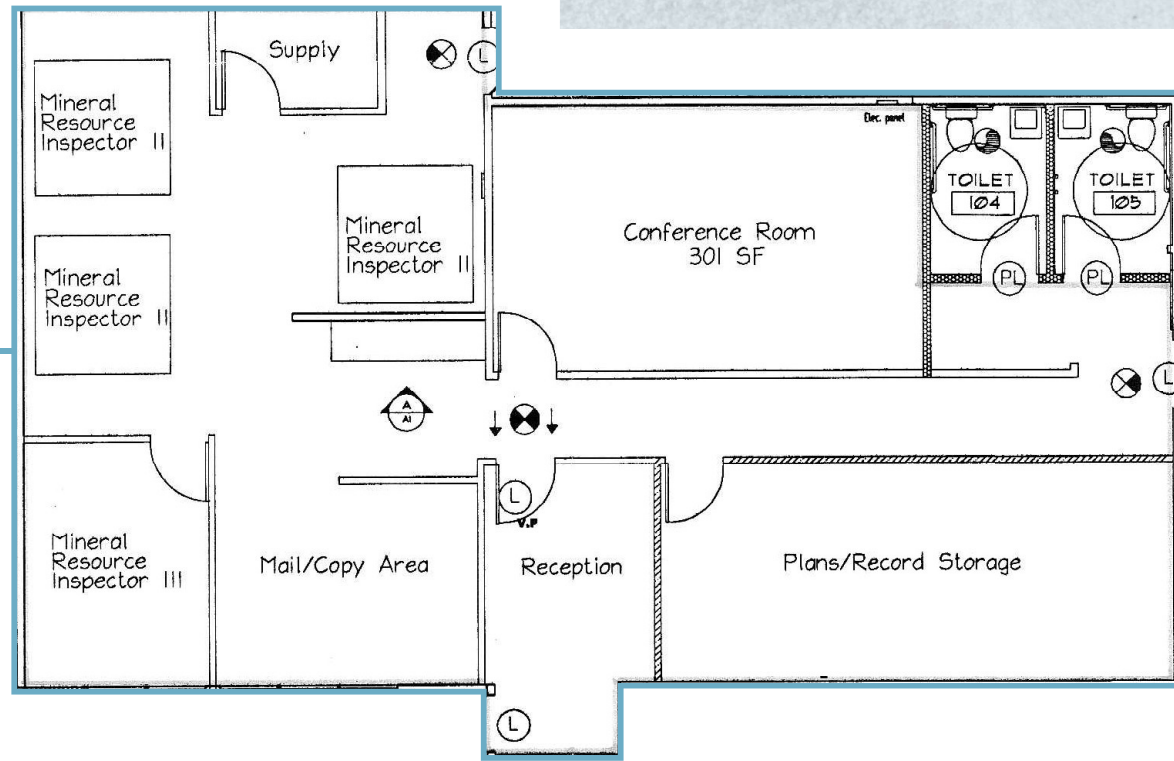 Supply
L
Mineral
Resource
Inspector II
Elec. panel
TOILET
104
TOILET
105
Mineral
Resource
Inspector II
Conference Room
301 SF
Mineral
Resource
Inspector II
PL
PL
L
A
A1
L
V.P
Mineral
Resource
Inspector III
Mail/Copy Area
Reception
Plans/Record Storage
L